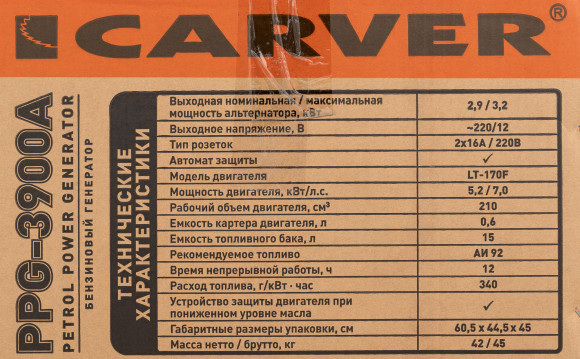 CARVER®
PPG-3900A
PETROL POWER GENERATOR
БЕНЗИНОВЫЙ ГЕНЕРАТОР
ТЕХНИЧЕСКИЕ
ХАРАКТЕРИСТИКИ
Выходная номинальная / максимальная
мощность альтернатора, кВт 2,9 / 3,2
Выходное напряжение, В ~220/12
Тип розеток 2х16А / 220В
Автомат защиты ✓
Модель двигателя LT-170F
Мощность двигателя, кВт/л.с. 5,2 / 7,0
Рабочий объем двигателя, см³ 210
Емкость картера двигателя, л 0,6
Емкость топливного бака, л 15
Рекомендуемое топливо АИ 92
Время непрерывной работы, ч 12
Расход топлива, г/кВт · час 340
Устройство защиты двигателя при
пониженном уровне масла ✓
Габаритные размеры упаковки, см 60,5 х 44,5 х 45
Масса нетто / брутто, кг 42 / 45